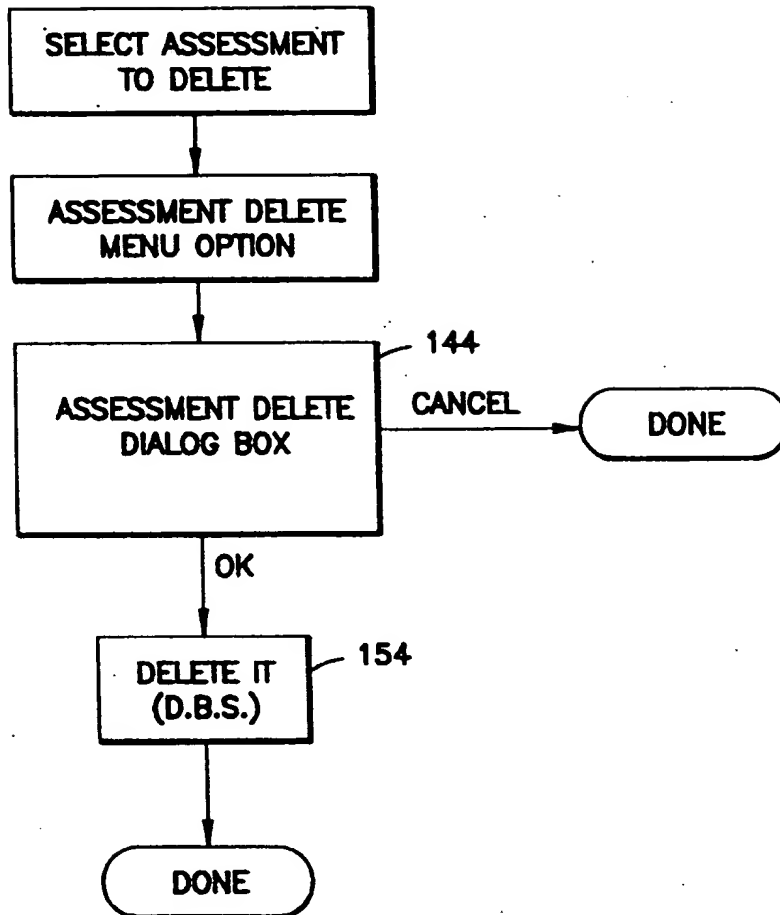 SELECT ASSESSMENT
TO DELETE
ASSESSMENT DELETE
MENU OPTION
144
ASSESSMENT DELETE
DIALOG BOX
CANCEL
DONE
OK
DELETE IT
(D.B.S.)
154
DONE